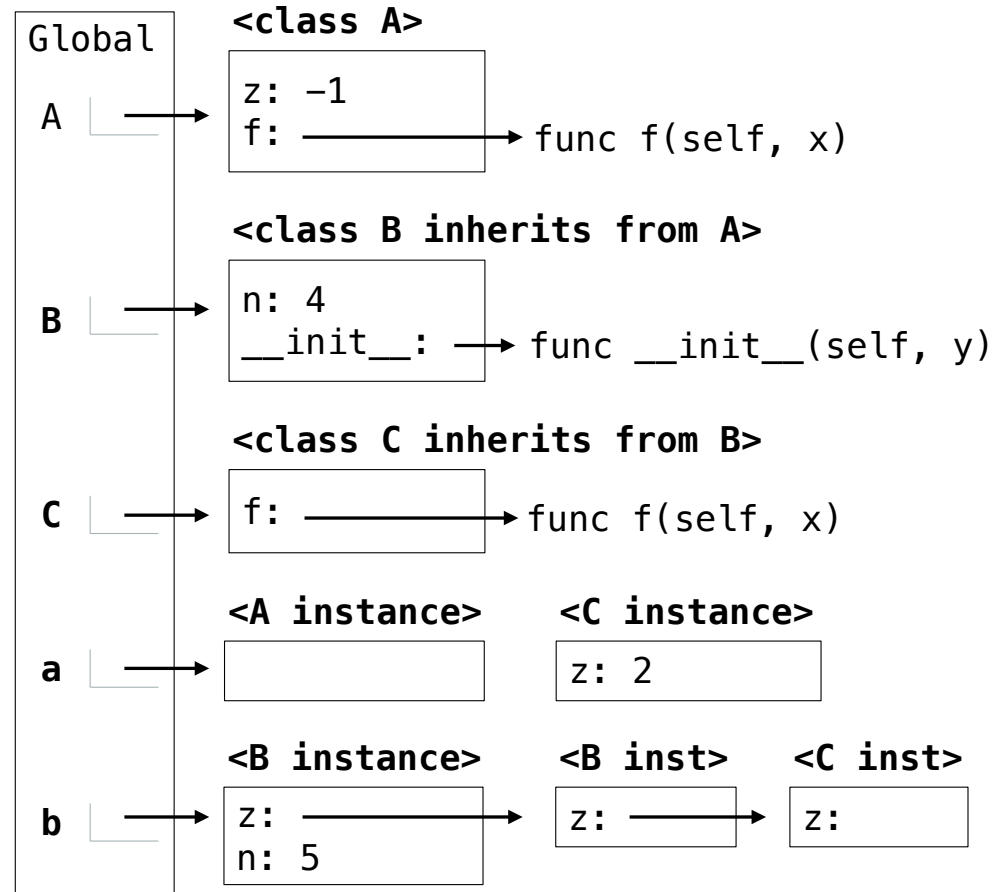 Global
<class A>
A
z: −1
f:
func f(self, x)
<class B inherits from A>
B
n: 4
__init__:
func __init__(self, y)
<class C inherits from B>
C
f:
func f(self, x)
<A instance>
<C instance>
a
z: 2
<B instance>
<B inst>
<C inst>
b
z:
n: 5
z:
z: